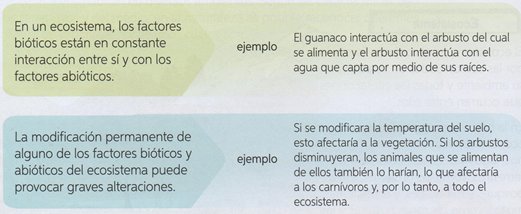 En un ecosistema, los factores
bióticos están en constante
interacción entre sí y con los
factores abióticos.
ejemplo
El guanaco interactúa con el arbusto del cual
se alimenta y el arbusto interactúa con el
agua que capta por medio de sus raíces.
La modificación permanente de
alguno de los factores bióticos y
abióticos del ecosistema puede
provocar graves alteraciones.
ejemplo
Si se modificara la temperatura del suelo,
esto afectaría a la vegetación. Si los arbustos
disminuyeran, los animales que se alimentan
de ellos también lo harían, lo que afectaría
a los carnívoros y, por lo tanto, a todo el
ecosistema.